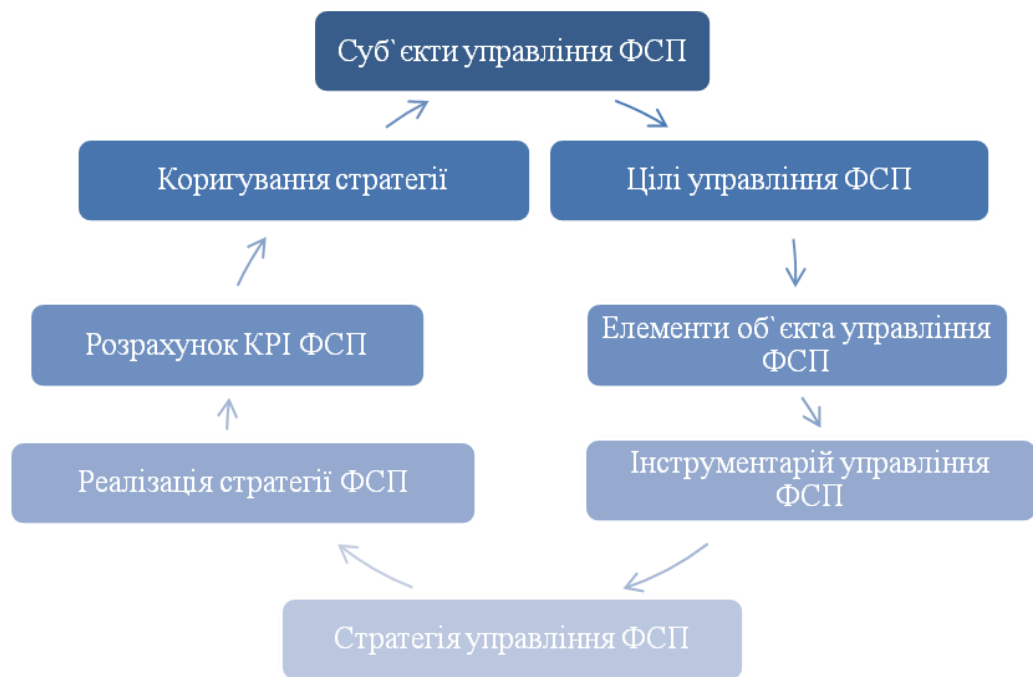 Суб`єкти управління ФСП
Коригування стратегії
Цілі управління ФСП
Розрахунок КРІ ФСП
Елементи об`єкта управління
ФСП
Реалізація стратегії ФСП
Інструментарій управління
ФСП
Стратегія управління ФСП